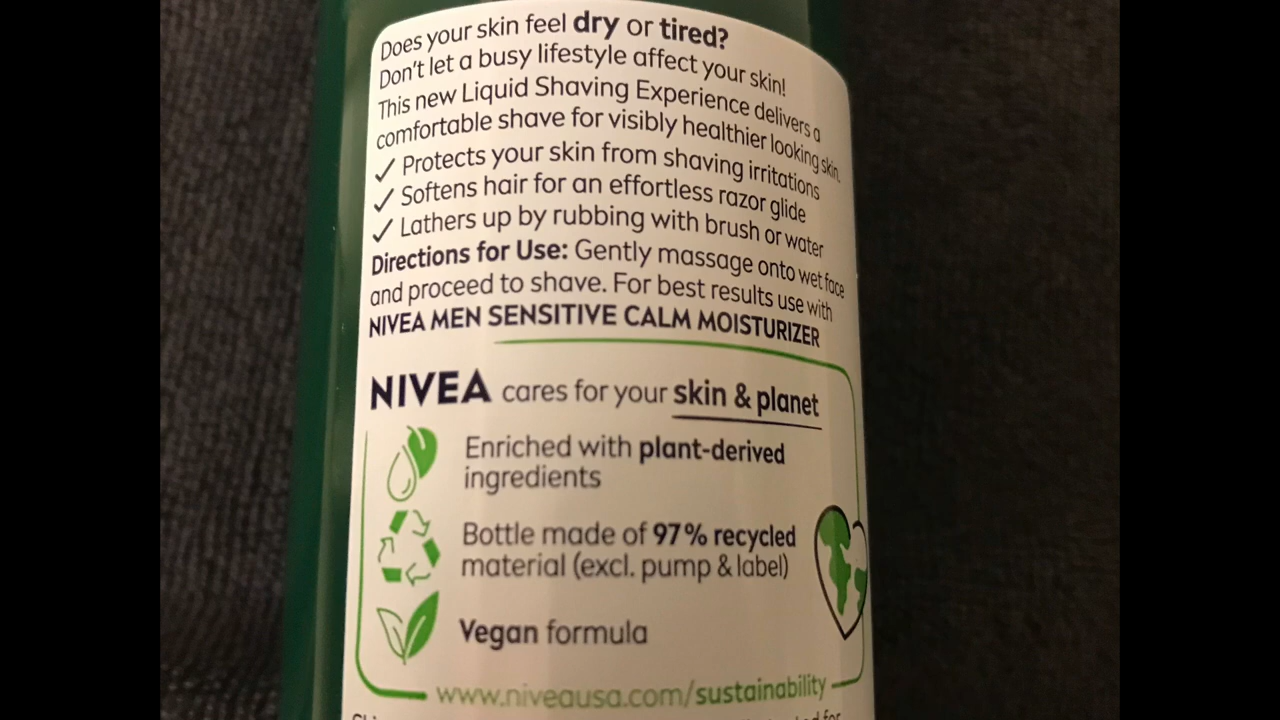 Does your skin feel dry or tired?
Don't let a busy lifestyle affect your skin!
This new Liquid Shaving Experience delivers a
comfortable shave for visibly healthier looking skin.
✓ Protects your skin from shaving irritations
✓ Softens hair for an effortless razor glide
✓ Lathers up by rubbing with brush or water
Directions for Use: Gently massage onto wet face
and proceed to shave. For best results use with
NIVEA MEN SENSITIVE CALM MOISTURIZER
NIVEA cares for your skin & planet
Enriched with plant-derived
ingredients
Bottle made of 97% recycled
material (excl. pump & label)
Vegan formula
www.niveausa.com/sustainability